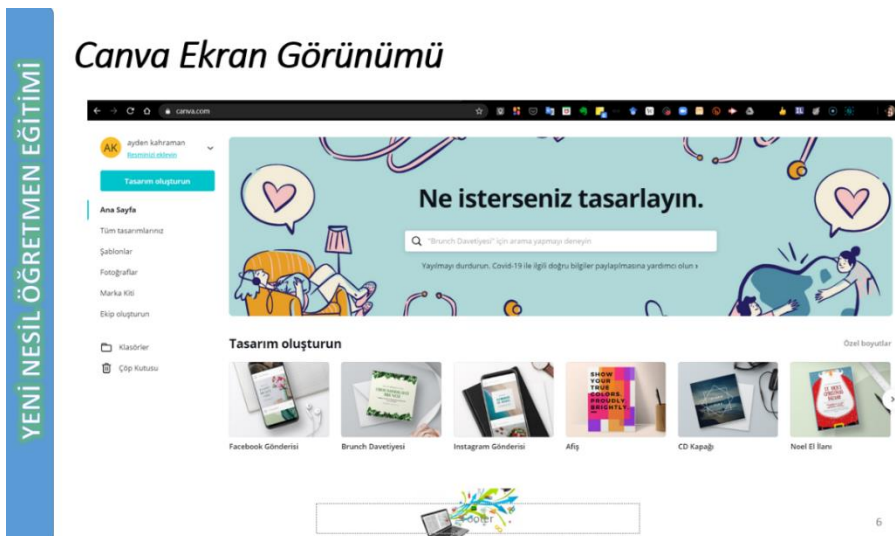 YENİ NESİL ÖĞRETMEN EĞİTİMİ
Canva Ekran Görünümü
canva.com
AK
ayden kahraman
Resminizi ekleyin
Tasarım oluşturun
Ana Sayfa
Tüm tasarımlarınız
Şablonlar
Fotoğraflar
Marka Kiti
Ekip oluşturun
Klasörler
Çöp Kutusu
Ne isterseniz tasarlayın.
"Brunch Davetiyesi" için arama yapmayı deneyin
Yayılmayı durdurun. Covid-19 ile ilgili doğru bilgiler paylaşılmasına yardımcı olun ›
Tasarım oluşturun
Özel boyutlar
SHOW
YOUR
TRUE
COLORS.
PROUDLY.
BRIGHTLY.
Facebook Gönderisi
Brunch Davetiyesi
Instagram Gönderisi
Afiş
CD Kapağı
Noel El İlanı
Footer
6